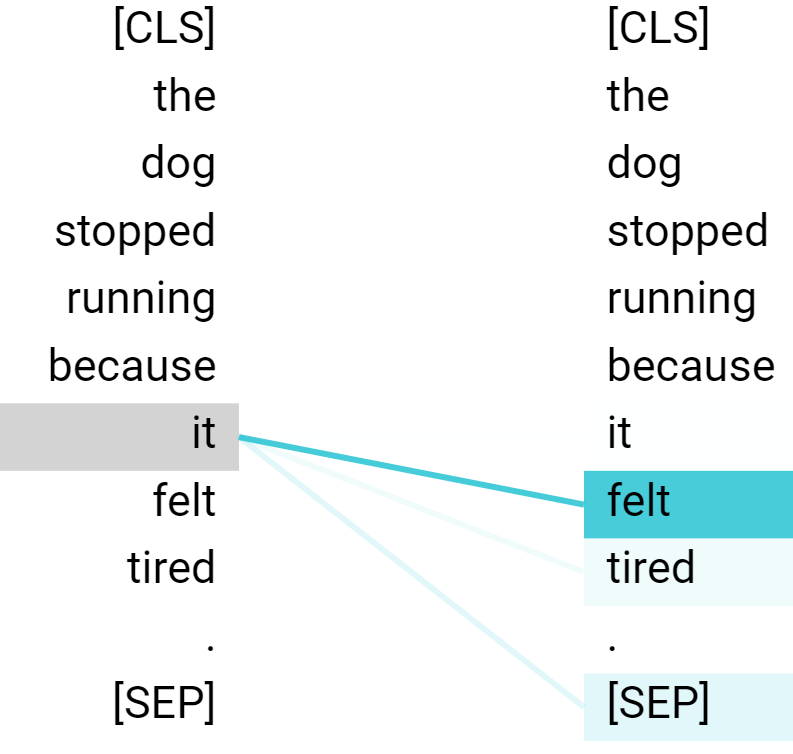 [CLS] [CLS]
the the
dog dog
stopped stopped
running running
because because
it it
felt felt
tired tired
. .
[SEP] [SEP]